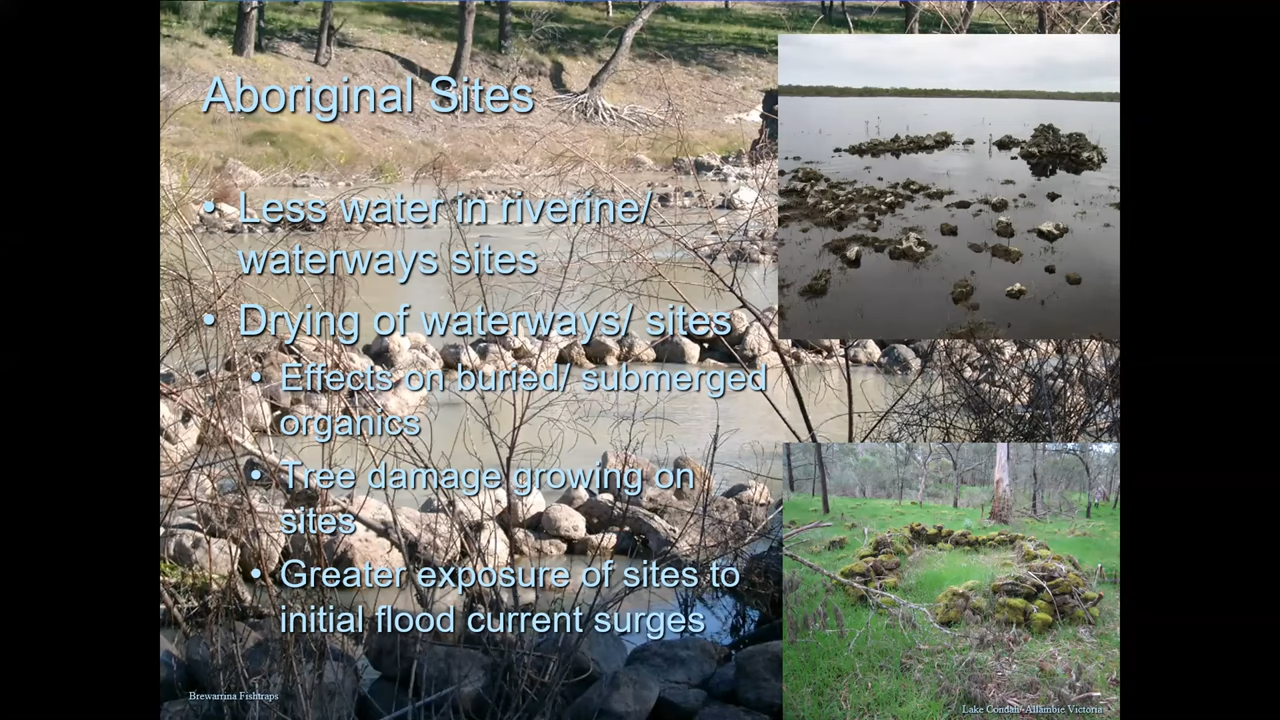 Aboriginal Sites
• Less water in riverine/
waterways sites
• Drying of waterways/ sites
• Effects on buried/ submerged
organics
• Tree damage growing on
sites
• Greater exposure of sites to
initial flood current surges
Brewarrina Fishtraps
Lake Condah- Allambie Victoria